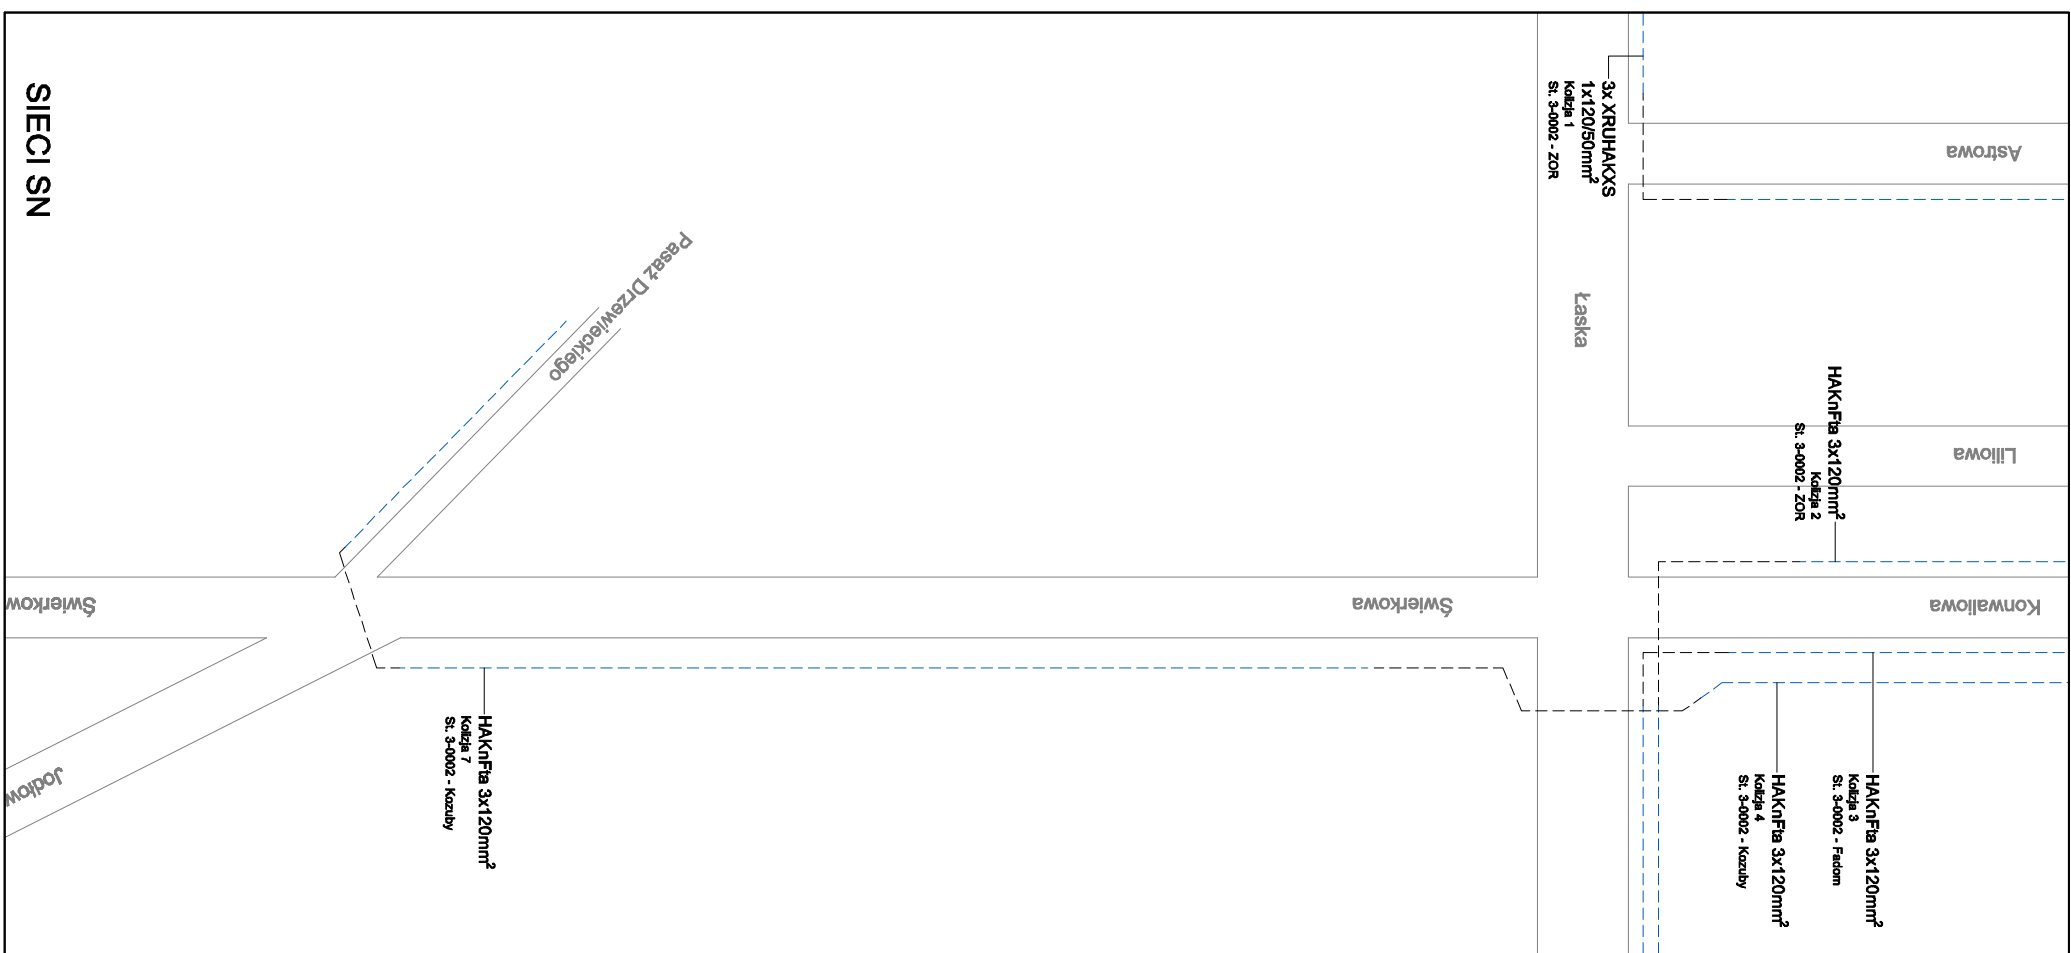 SIECI SN
3x XRUHAKXS
1x120/50mm²
Kolizja 1
St. 3-0002 - ZOR
Astrowa
Łaska
Pasaż Drzewieckiego
HAKnFta 3x120mm²
Kolizja 2
St. 3-0002 - ZOR
Liliowa
Świerkow
Świerkowa
Konwaliowa
Jodłow
HAKnFta 3x120mm²
Kolizja 7
St. 3-0002 - Kozuby
HAKnFta 3x120mm²
Kolizja 4
St. 3-0002 - Kozuby
HAKnFta 3x120mm²
Kolizja 3
St. 3-0002 - Fadom